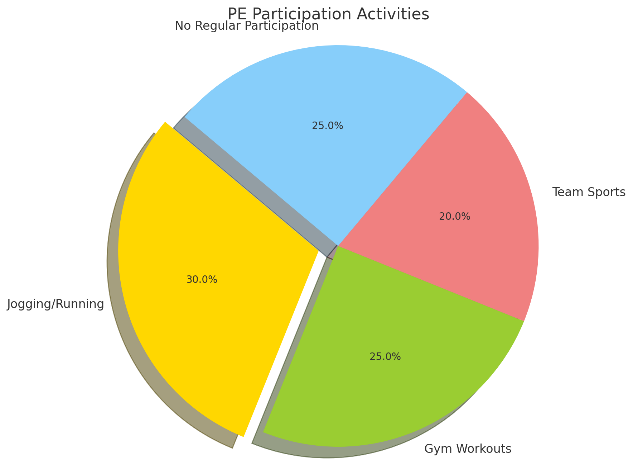 PE Participation Activities
No Regular Participation
25.0%
Team Sports
20.0%
30.0%
Jogging/Running
25.0%
Gym Workouts